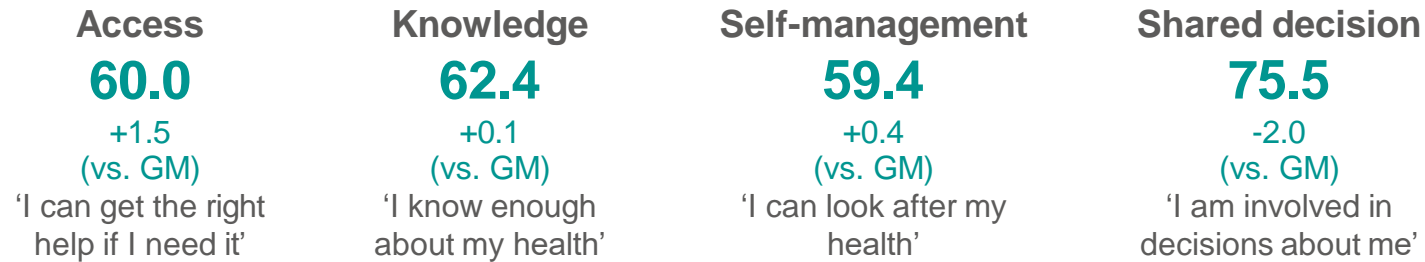 Access
60.0
+1.5
(vs. GM)
‘I can get the right
help if I need it’
Knowledge
62.4
+0.1
(vs. GM)
‘I know enough
about my health’
Self-management
59.4
+0.4
(vs. GM)
‘I can look after my
health’
Shared decision
75.5
-2.0
(vs. GM)
‘I am involved in
decisions about me’